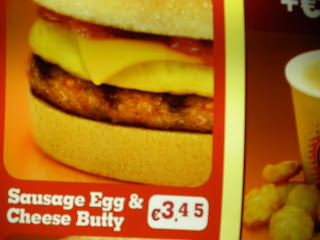 +€
Sausage Egg &
Cheese Butty
€3.45